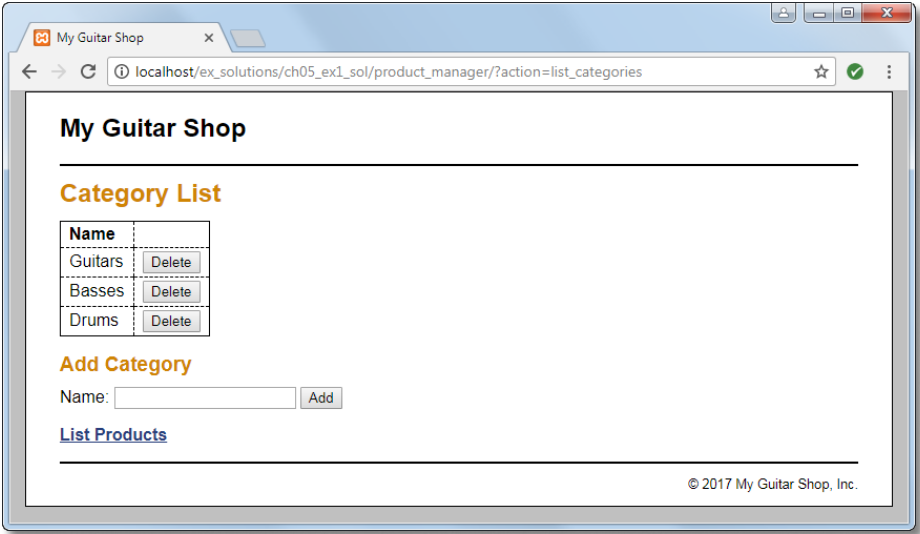 My Guitar Shop
localhost/ex_solutions/ch05_ex1_sol/product_manager/?action=list_categories
My Guitar Shop
Category List
Name
Guitars Delete
Basses Delete
Drums Delete
Add Category
Name: Add
List Products
© 2017 My Guitar Shop, Inc.